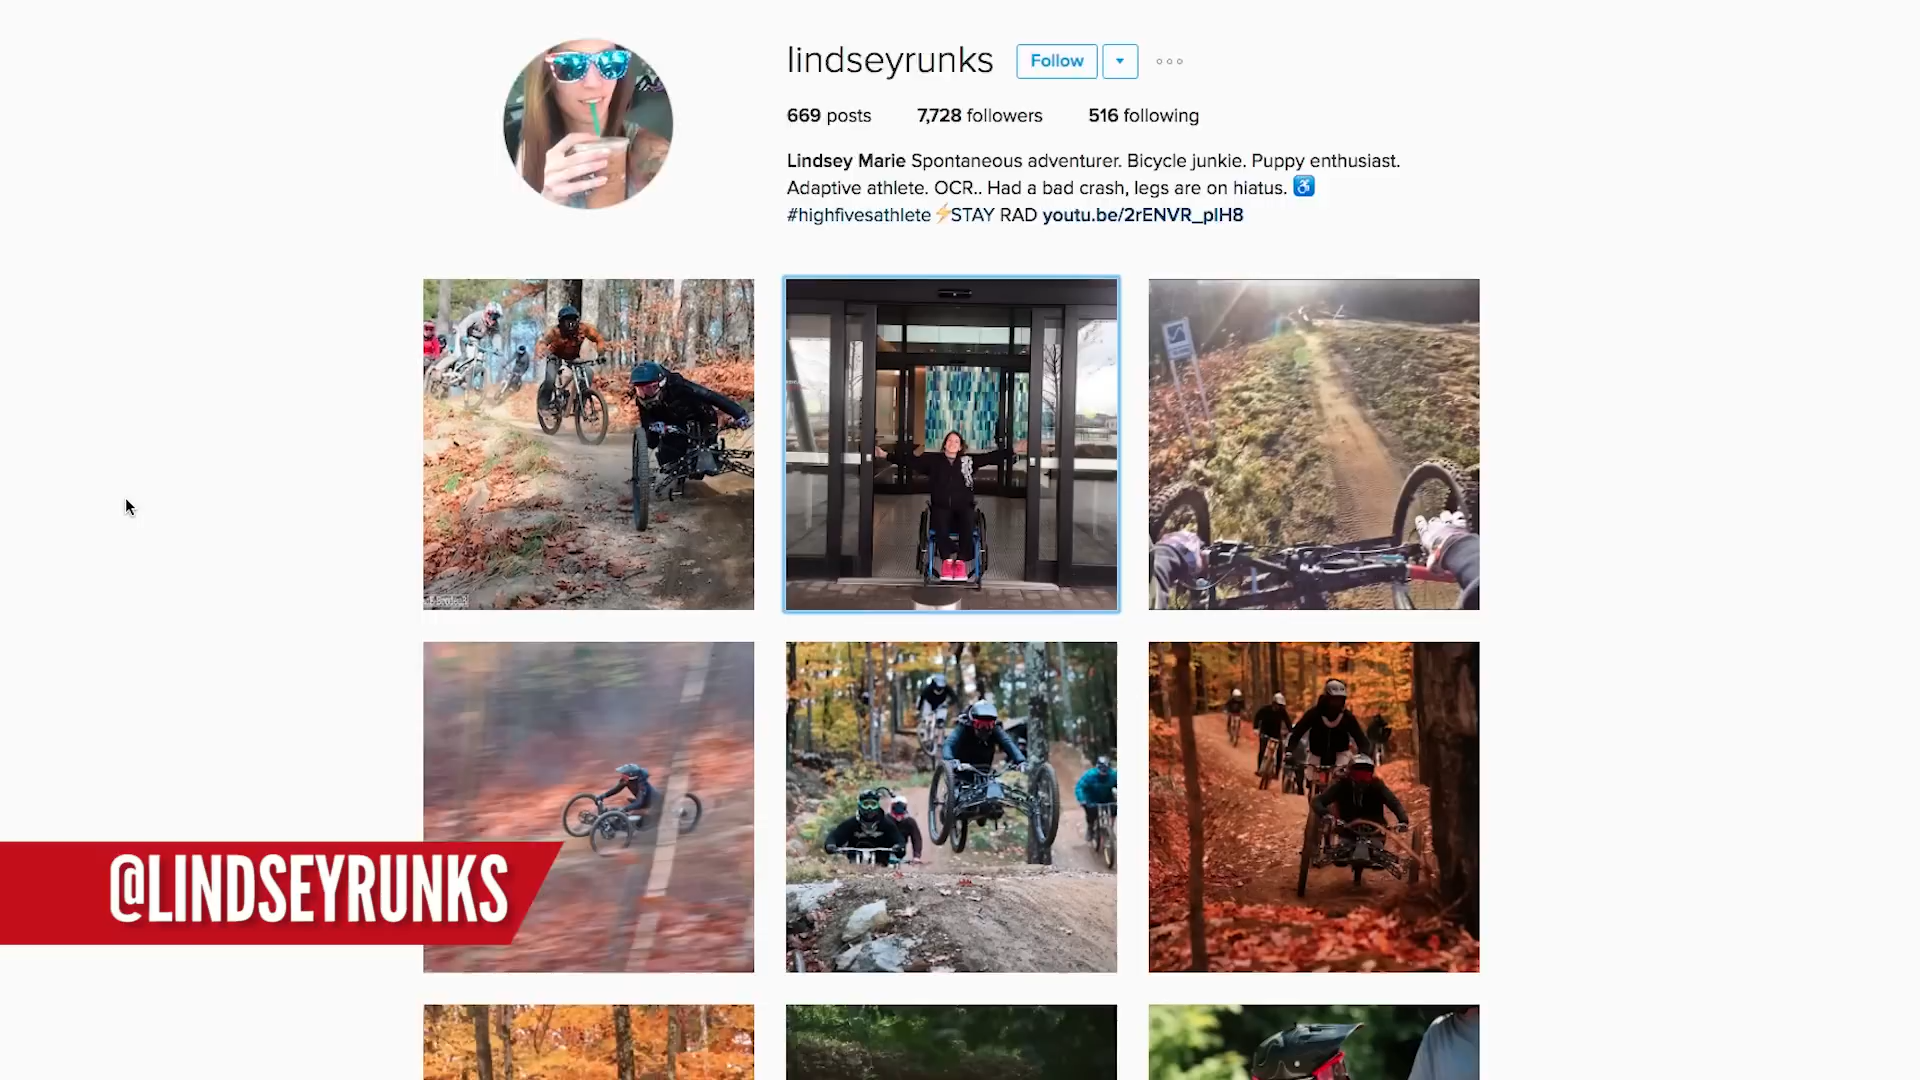 lindseyrunks Follow
669 posts 7,728 followers 516 following
Lindsey Marie Spontaneous adventurer. Bicycle junkie. Puppy enthusiast.
Adaptive athlete. OCR.. Had a bad crash, legs are on hiatus. ♿
#highfivesathlete ⚡STAY RAD youtu.be/2rENVR_pIH8
@LINDSEYRUNKS